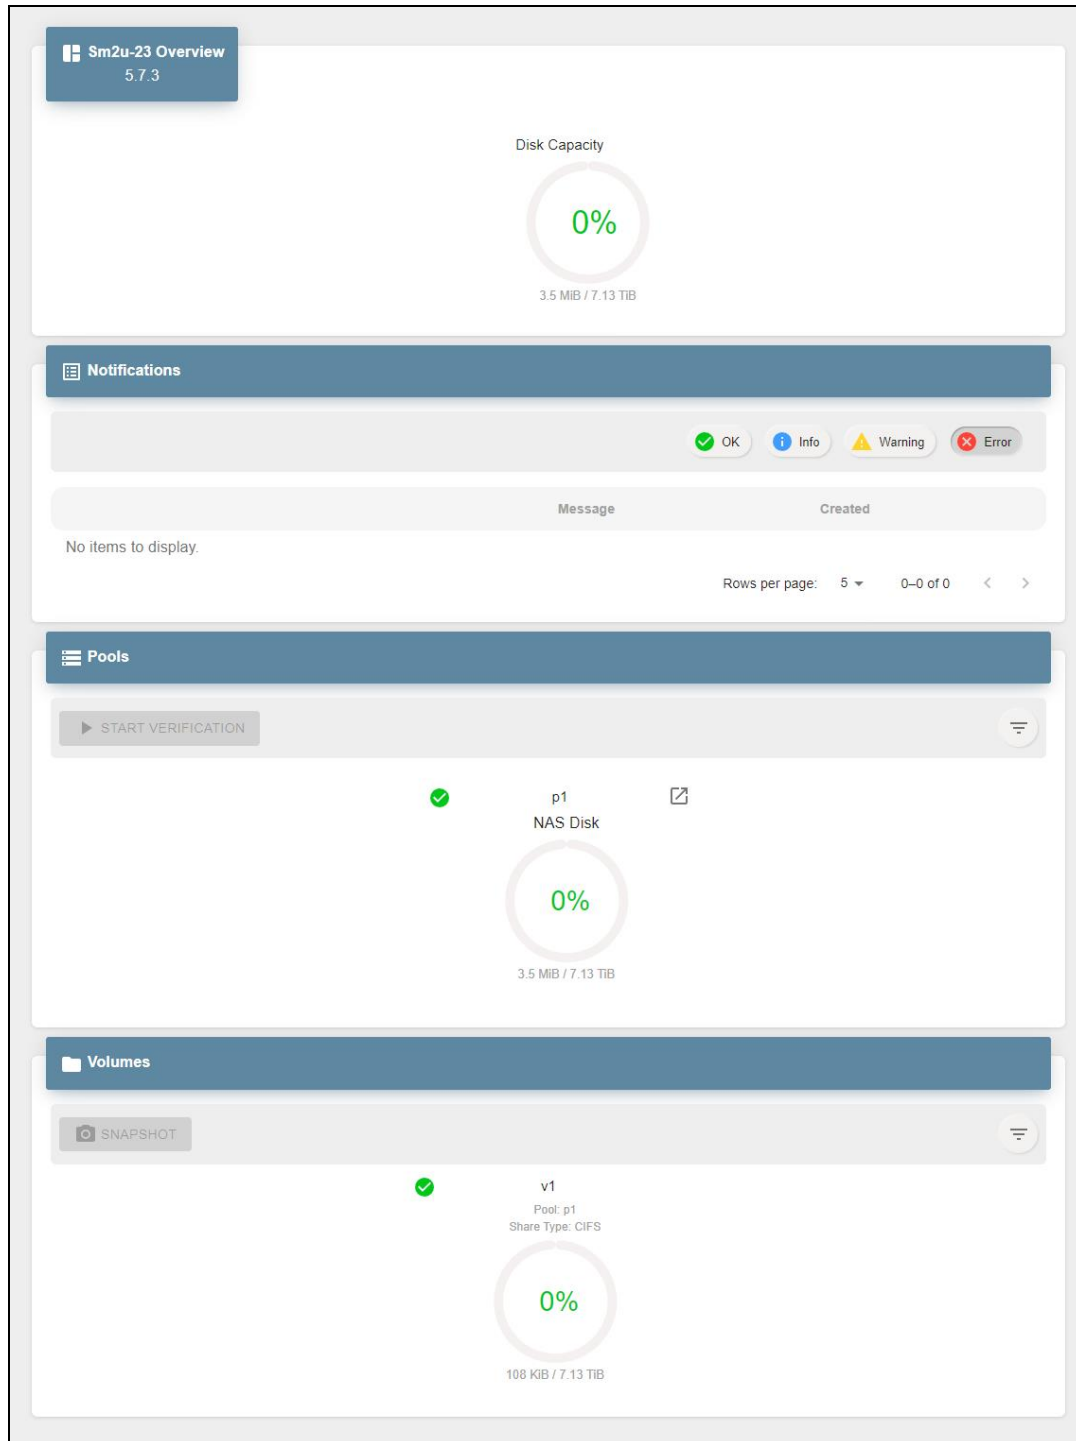 Sm2u-23 Overview
5.7.3
Disk Capacity
0%
3.5 MiB / 7.13 TiB
Notifications
OK Info Warning Error
Message Created
No items to display.
Rows per page: 5 0–0 of 0
Pools
START VERIFICATION
p1
NAS Disk
0%
3.5 MiB / 7.13 TiB
Volumes
SNAPSHOT
v1
Pool: p1
Share Type: CIFS
0%
108 KiB / 7.13 TiB